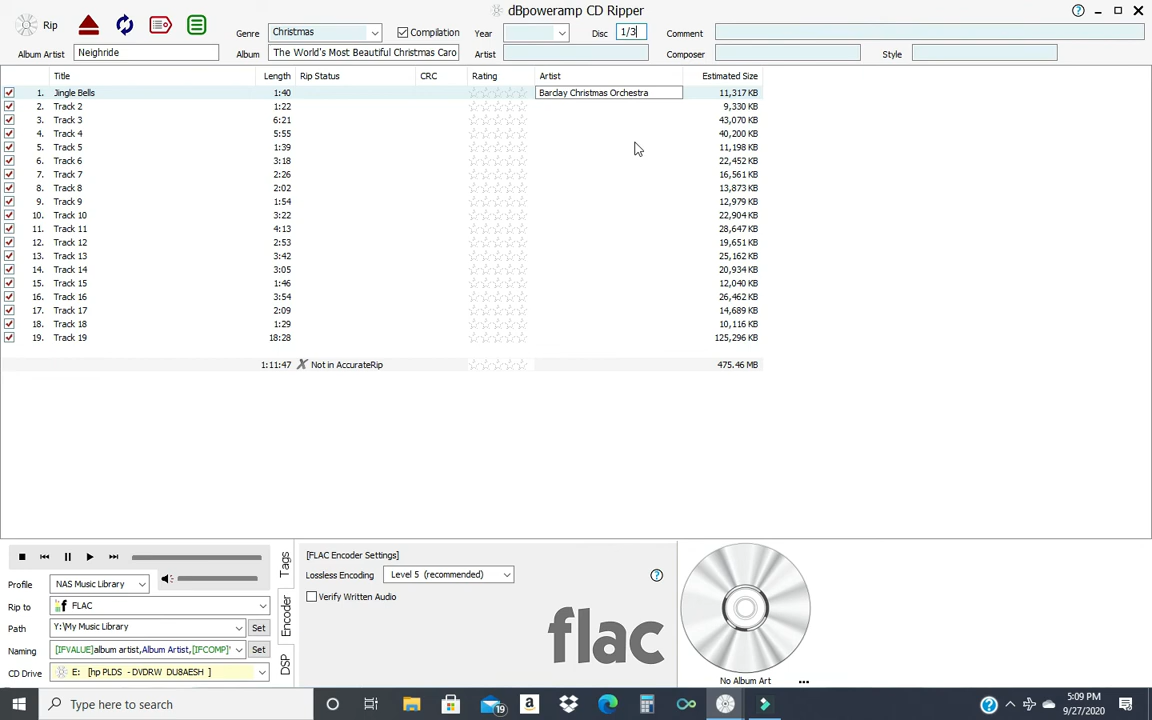 dBpoweramp CD Ripper
Rip
Genre Christmas Compilation Year Disc 1/3 Comment
Album Artist Neighride Album The World's Most Beautiful Christmas Caro Artist Composer Style
Title Length Rip Status CRC Rating Artist Estimated Size
1. Jingle Bells 1:40 Barclay Christmas Orchestra 11,317 KB
2. Track 2 1:22 9,330 KB
3. Track 3 6:21 43,070 KB
4. Track 4 5:55 40,200 KB
5. Track 5 1:39 11,198 KB
6. Track 6 3:18 22,452 KB
7. Track 7 2:26 16,561 KB
8. Track 8 2:02 13,873 KB
9. Track 9 1:54 12,979 KB
10. Track 10 3:22 22,904 KB
11. Track 11 4:13 28,647 KB
12. Track 12 2:53 19,651 KB
13. Track 13 3:42 25,162 KB
14. Track 14 3:05 20,934 KB
15. Track 15 1:46 12,040 KB
16. Track 16 3:54 26,462 KB
17. Track 17 2:09 14,689 KB
18. Track 18 1:29 10,116 KB
19. Track 19 18:28 125,296 KB
1:11:47 Not in AccurateRip 475.46 MB
Tags
Encoder
DSP
Profile NAS Music Library
Rip to FLAC
Path Y:\My Music Library Set
Naming [IFVALUE]album artist,Album Artist,[IFCOMP]' Set
CD Drive E: [hp PLDS - DVDRW DU8AESH ]
[FLAC Encoder Settings]
Lossless Encoding Level 5 (recommended)
Verify Written Audio
flac
No Album Art
Type here to search
19
5:09 PM
9/27/2020